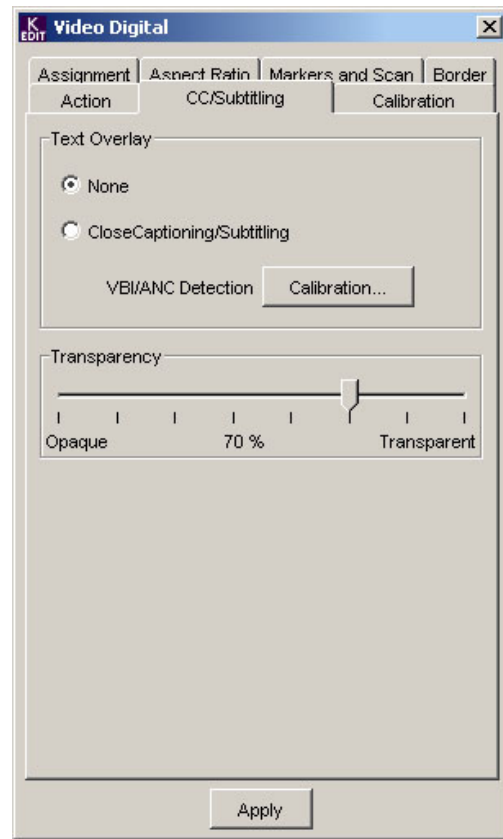 K EDIT Video Digital
Assignment Aspect Ratio Markers and Scan Border
Action CC/Subtitling Calibration
Text Overlay
None
CloseCaptioning/Subtitling
VBI/ANC Detection Calibration...
Transparency
Opaque 70 % Transparent
Apply